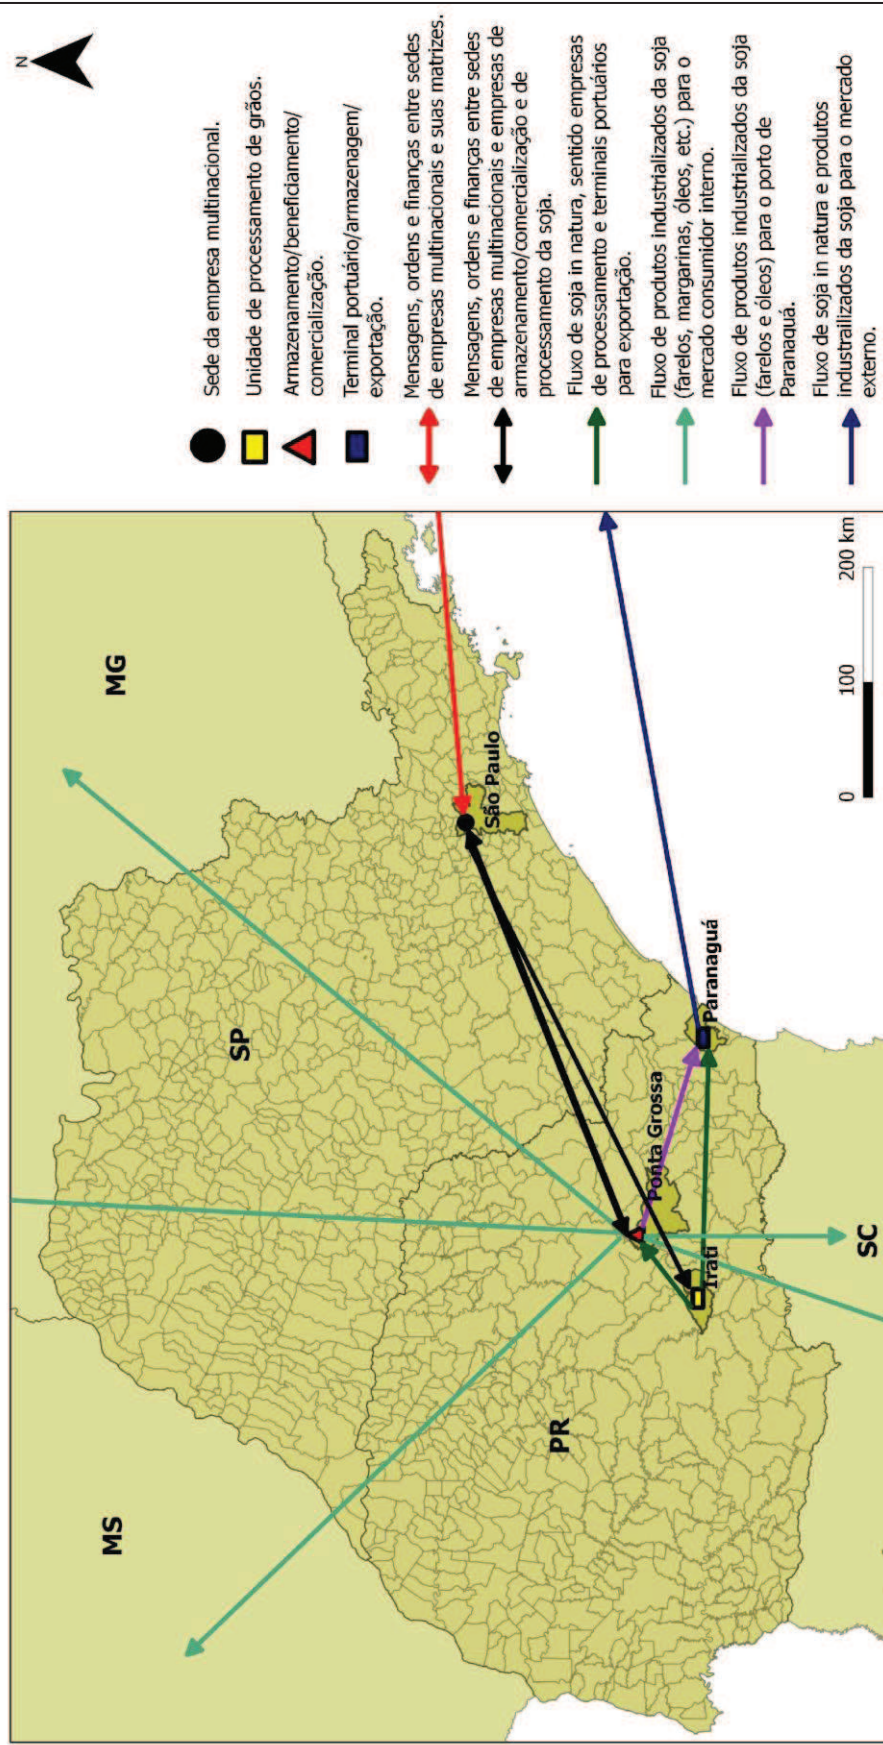 N
MS
MG
SP
PR
SC
São Paulo
Ponta Grossa
Irati
Paranaguá
0 100 200 km
Sede da empresa multinacional.
Unidade de processamento de grãos.
Armazenamento/beneficiamento/
comercialização.
Terminal portuário/armazenagem/
exportação.
Mensagens, ordens e finanças entre sedes
de empresas multinacionais e suas matrizes.
Mensagens, ordens e finanças entre sedes
de empresas multinacionais e empresas de
armazenamento/comercialização e de
processamento da soja.
Fluxo de soja in natura, sentido empresas
de processamento e terminais portuários
para exportação.
Fluxo de produtos industrializados da soja
(farelos, margarinas, óleos, etc.) para o
mercado consumidor interno.
Fluxo de produtos industrializados da soja
(farelos e óleos) para o porto de
Paranaguá.
Fluxo de soja in natura e produtos
industrailizados da soja para o mercado
externo.